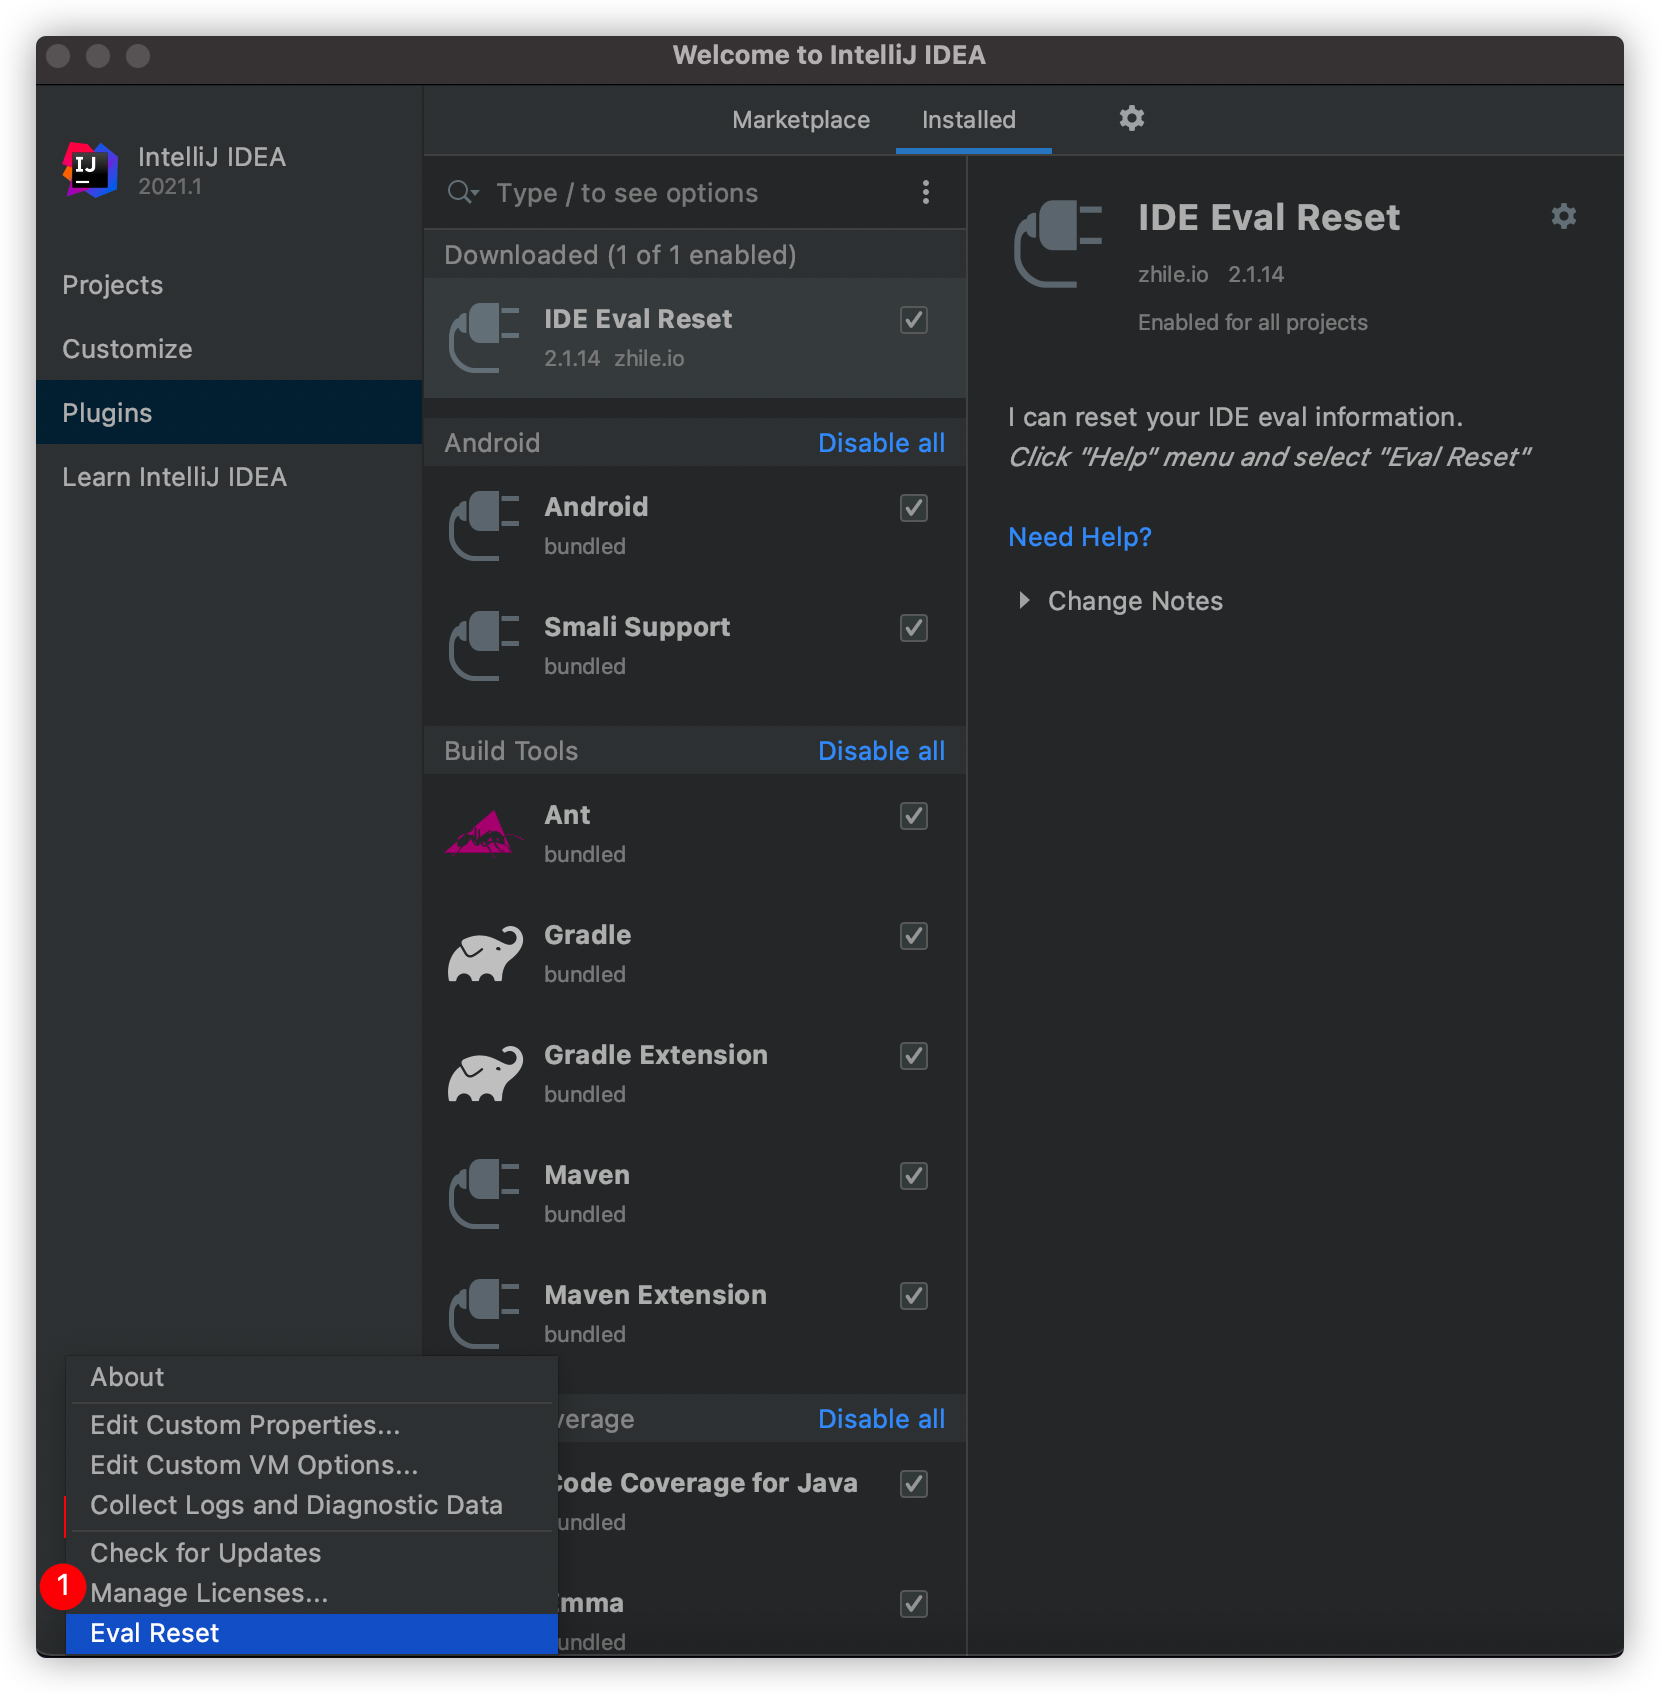 Welcome to IntelliJ IDEA
IJ
IntelliJ IDEA
2021.1
Projects
Customize
Plugins
Learn IntelliJ IDEA
Marketplace
Installed
Type / to see options
Downloaded (1 of 1 enabled)
IDE Eval Reset
2.1.14 zhile.io
Android
Disable all
Android
bundled
Smali Support
bundled
Build Tools
Disable all
Ant
bundled
Gradle
bundled
Gradle Extension
bundled
Maven
bundled
Maven Extension
bundled
verage
Disable all
ode Coverage for Java
undled
mma
undled
IDE Eval Reset
zhile.io 2.1.14
Enabled for all projects
I can reset your IDE eval information.
Click "Help" menu and select "Eval Reset"
Need Help?
Change Notes
About
Edit Custom Properties...
Edit Custom VM Options...
Collect Logs and Diagnostic Data
Check for Updates
1
Manage Licenses...
Eval Reset